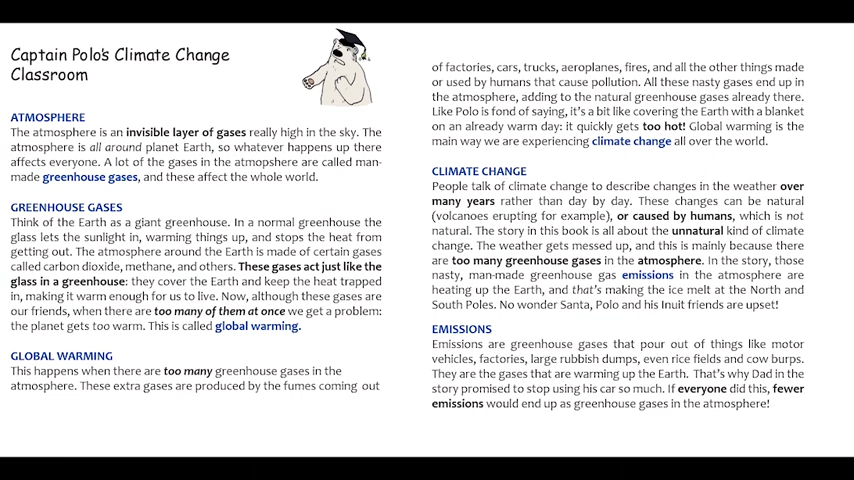 Captain Polo's Climate Change
Classroom
ATMOSPHERE
The atmosphere is an invisible layer of gases really high in the sky. The
atmosphere is all around planet Earth, so whatever happens up there
affects everyone. A lot of the gases in the atmopshere are called man-
made greenhouse gases, and these affect the whole world.
GREENHOUSE GASES
Think of the Earth as a giant greenhouse. In a normal greenhouse the
glass lets the sunlight in, warming things up, and stops the heat from
getting out. The atmosphere around the Earth is made of certain gases
called carbon dioxide, methane, and others. These gases act just like the
glass in a greenhouse: they cover the Earth and keep the heat trapped
in, making it warm enough for us to live. Now, although these gases are
our friends, when there are too many of them at once we get a problem:
the planet gets too warm. This is called global warming.
GLOBAL WARMING
This happens when there are too many greenhouse gases in the
atmosphere. These extra gases are produced by the fumes coming out
of factories, cars, trucks, aeroplanes, fires, and all the other things made
or used by humans that cause pollution. All these nasty gases end up in
the atmosphere, adding to the natural greenhouse gases already there.
Like Polo is fond of saying, it's a bit like covering the Earth with a blanket
on an already warm day: it quickly gets too hot! Global warming is the
main way we are experiencing climate change all over the world.
CLIMATE CHANGE
People talk of climate change to describe changes in the weather over
many years rather than day by day. These changes can be natural
(volcanoes erupting for example), or caused by humans, which is not
natural. The story in this book is all about the unnatural kind of climate
change. The weather gets messed up, and this is mainly because there
are too many greenhouse gases in the atmosphere. In the story, those
nasty, man-made greenhouse gas emissions in the atmosphere are
heating up the Earth, and that's making the ice melt at the North and
South Poles. No wonder Santa, Polo and his Inuit friends are upset!
EMISSIONS
Emissions are greenhouse gases that pour out of things like motor
vehicles, factories, large rubbish dumps, even rice fields and cow burps.
They are the gases that are warming up the Earth. That's why Dad in the
story promised to stop using his car so much. If everyone did this, fewer
emissions would end up as greenhouse gases in the atmosphere!